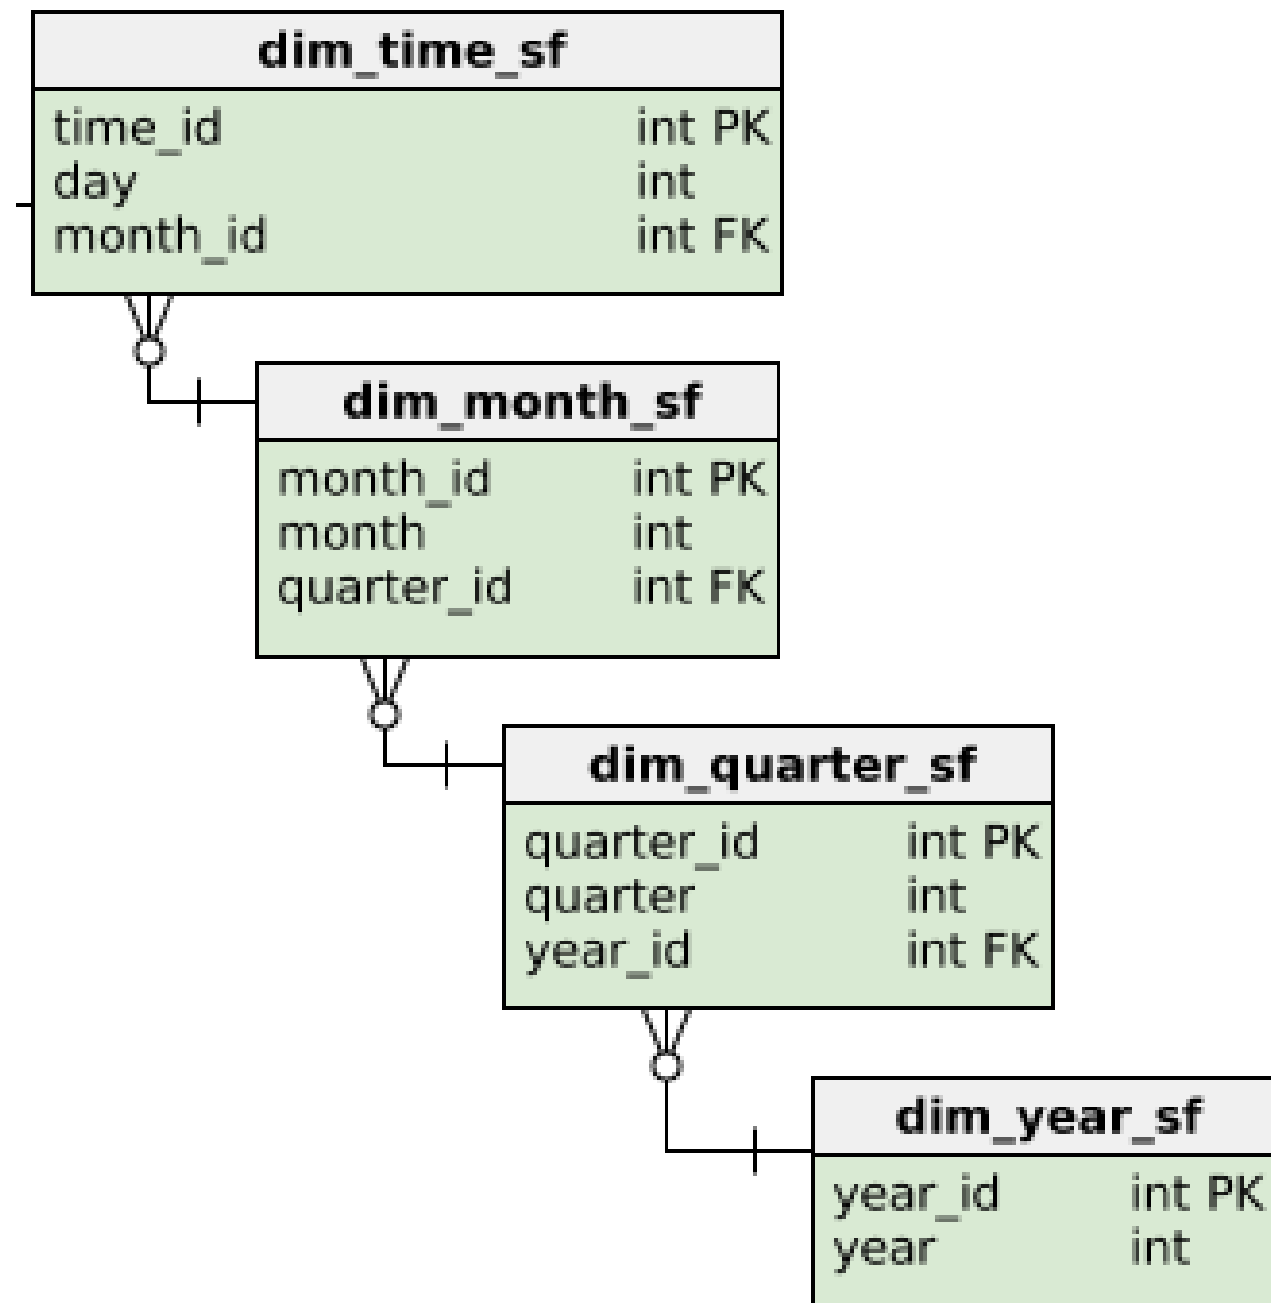 dim_time_sf
time_id int PK
day int
month_id int FK
dim_month_sf
month_id int PK
month int
quarter_id int FK
dim_quarter_sf
quarter_id int PK
quarter int
year_id int FK
dim_year_sf
year_id int PK
year int